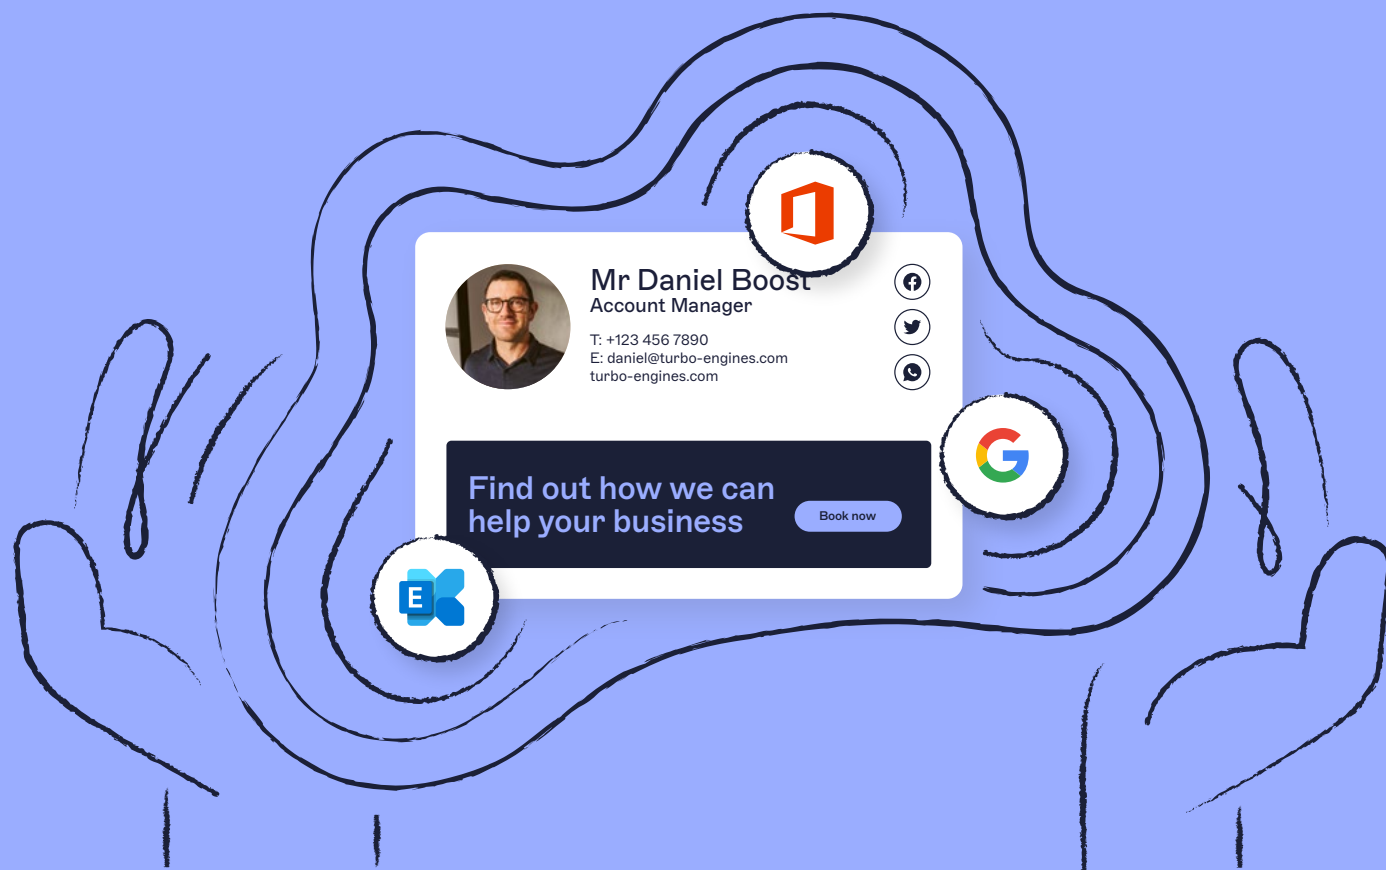 Mr Daniel Boost
Account Manager
T: +123 456 7890
E: daniel@turbo-engines.com
turbo-engines.com
Find out how we can
help your business
Book now
E